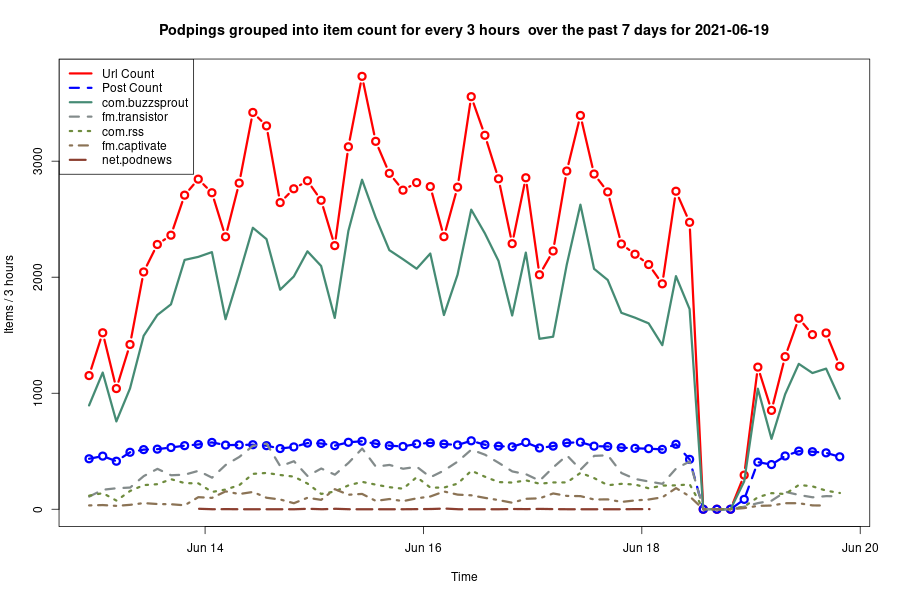 Podpings grouped into item count for every 3 hours  over the past 7 days for 2021-06-19
Url Count
Post Count
com.buzzsprout
fm.transistor
com.rss
fm.captivate
net.podnews
3000
2000
1000
0
Items / 3 hours
Jun 14
Jun 16
Jun 18
Jun 20
Time